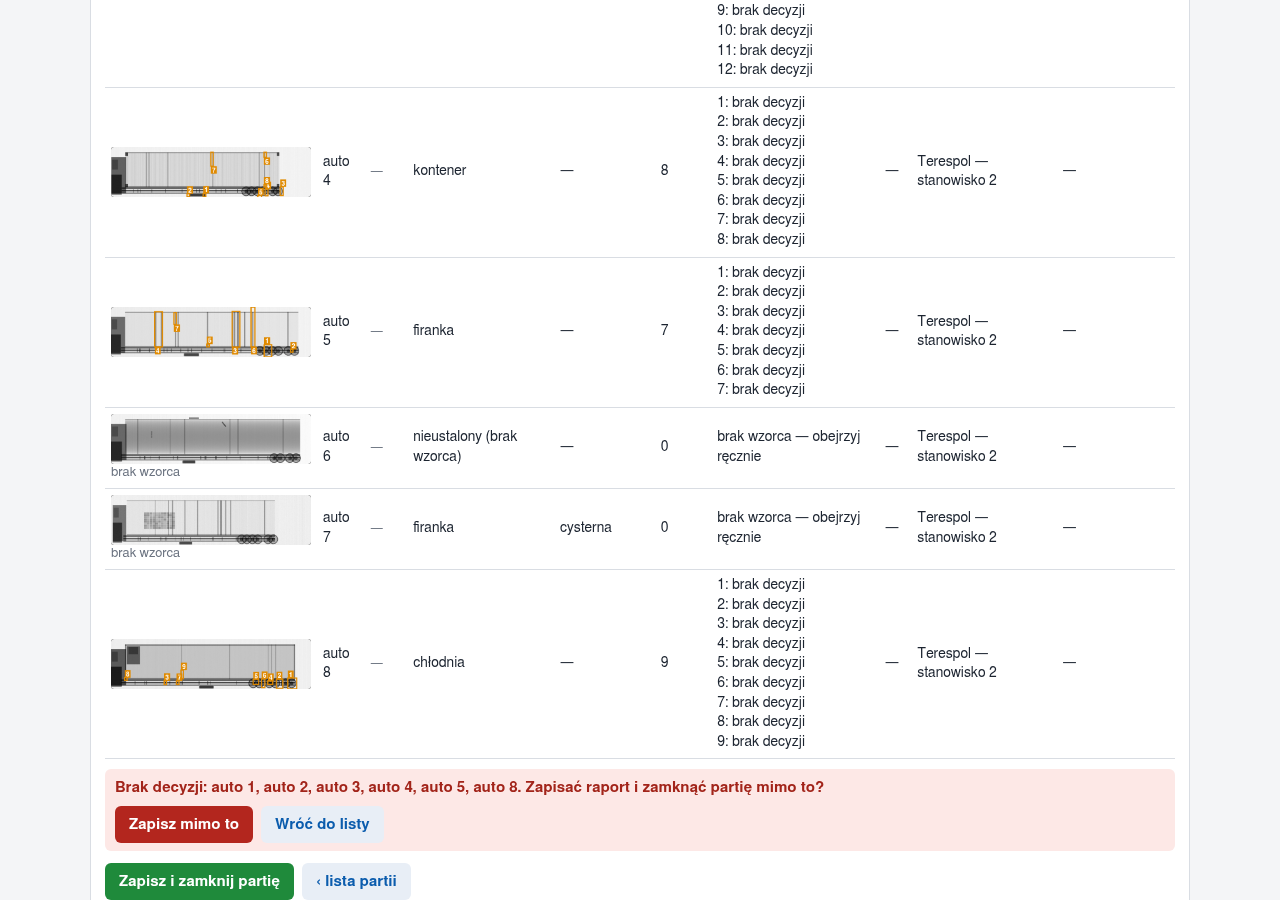 9: brak decyzji
10: brak decyzji
11: brak decyzji
12: brak decyzji
auto
4
—
kontener
—
8
1: brak decyzji
2: brak decyzji
3: brak decyzji
4: brak decyzji
5: brak decyzji
6: brak decyzji
7: brak decyzji
8: brak decyzji
—
Terespol —
stanowisko 2
—
auto
5
—
firanka
—
7
1: brak decyzji
2: brak decyzji
3: brak decyzji
4: brak decyzji
5: brak decyzji
6: brak decyzji
7: brak decyzji
—
Terespol —
stanowisko 2
—
brak wzorca
auto
6
—
nieustalony (brak
wzorca)
—
0
brak wzorca — obejrzyj
ręcznie
—
Terespol —
stanowisko 2
—
brak wzorca
auto
7
—
firanka
cysterna
0
brak wzorca — obejrzyj
ręcznie
—
Terespol —
stanowisko 2
—
auto
8
—
chłodnia
—
9
1: brak decyzji
2: brak decyzji
3: brak decyzji
4: brak decyzji
5: brak decyzji
6: brak decyzji
7: brak decyzji
8: brak decyzji
9: brak decyzji
—
Terespol —
stanowisko 2
—
Brak decyzji: auto 1, auto 2, auto 3, auto 4, auto 5, auto 8. Zapisać raport i zamknąć partię mimo to?
Zapisz mimo to
Wróć do listy
Zapisz i zamknij partię
‹ lista partii